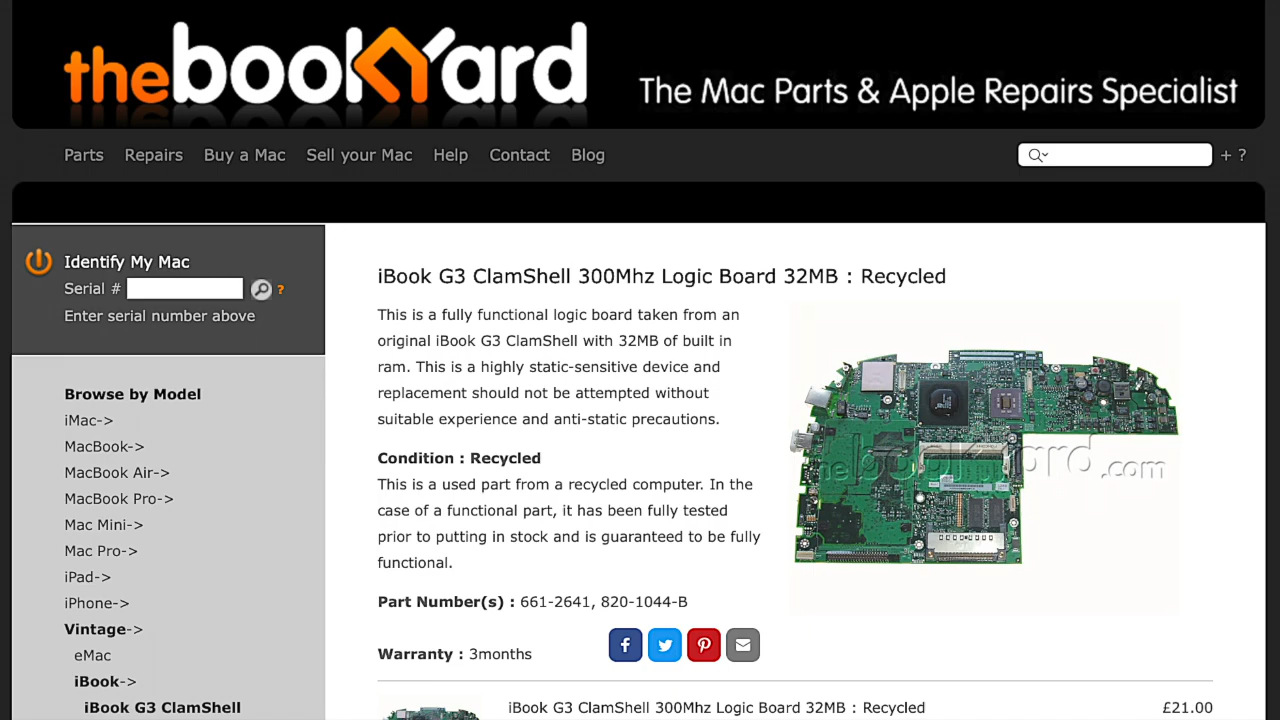 thebookYard
The Mac Parts & Apple Repairs Specialist
Parts Repairs Buy a Mac Sell your Mac Help Contact Blog
+ ?
Identify My Mac
Serial # ?
Enter serial number above
Browse by Model
iMac->
MacBook->
MacBook Air->
MacBook Pro->
Mac Mini->
Mac Pro->
iPad->
iPhone->
Vintage->
eMac
iBook->
iBook G3 ClamShell
iBook G3 ClamShell 300Mhz Logic Board 32MB : Recycled
This is a fully functional logic board taken from an
original iBook G3 ClamShell with 32MB of built in
ram. This is a highly static-sensitive device and
replacement should not be attempted without
suitable experience and anti-static precautions.
Condition : Recycled
This is a used part from a recycled computer. In the
case of a functional part, it has been fully tested
prior to putting in stock and is guaranteed to be fully
functional.
Part Number(s) : 661-2641, 820-1044-B
Warranty : 3months
thebookyard.com
iBook G3 ClamShell 300Mhz Logic Board 32MB : Recycled £21.00